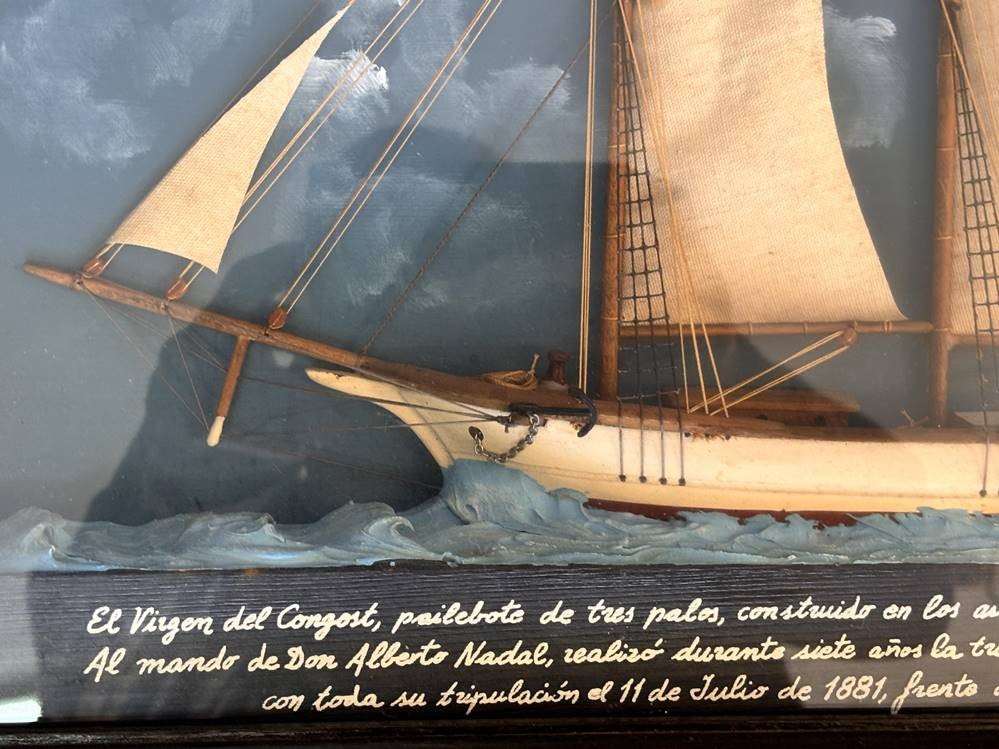 El Virgen del Congost, pailebote de tres palos, construido en los
Al mando de Don Alberto Nadal, realizó durante siete años la
con toda su tripulación el 11 de Julio de 1881, frente